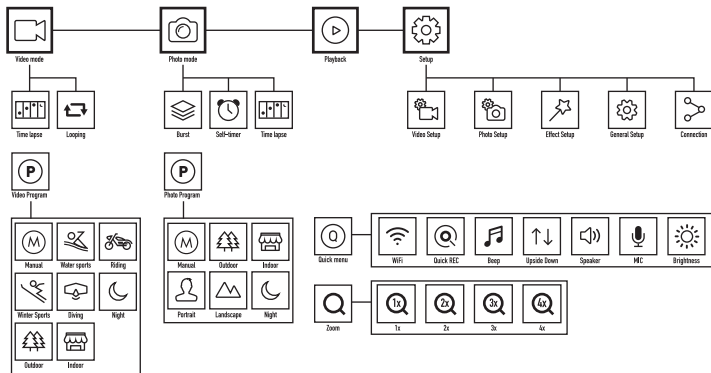 Video mode
Photo mode
Playback
Setup
Time lapse
Looping
Burst
Self-timer
Time lapse
Video Setup
Photo Setup
Effect Setup
General Setup
Connection
P
Video Program
P
Photo Program
M
Manual
Water sports
Riding
Winter Sports
Diving
Night
Outdoor
Indoor
M
Manual
Outdoor
Indoor
Portrait
Landscape
Night
Q
Quick menu
WiFi
Quick REC
Beep
Upside Down
Speaker
MIC
Brightness
Zoom
1x
2x
3x
4x
1x
2x
3x
4x